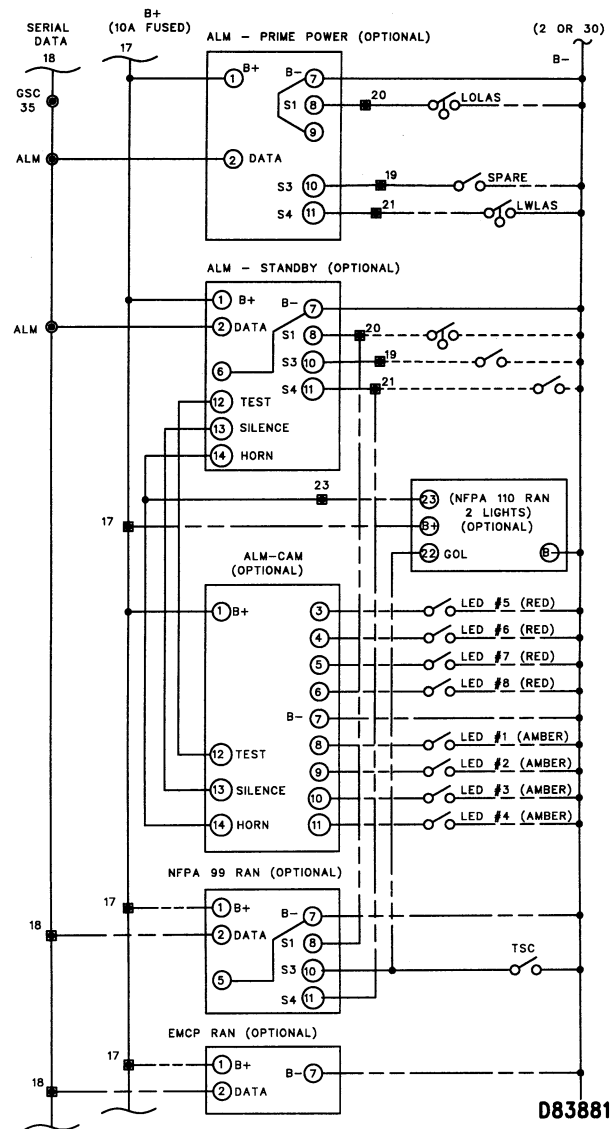 SERIAL
DATA
18
B+
(10A FUSED)
17
(2 OR 30)
B-
ALM - PRIME POWER (OPTIONAL)
1 B+
B- 7
GSC
35
S1 8
20
LOLAS
9
ALM
2 DATA
S3 10
19
SPARE
S4 11
21
LWLAS
ALM - STANDBY (OPTIONAL)
1 B+
B- 7
ALM
2 DATA
S1 8
20
S3 10
19
6
S4 11
21
12 TEST
13 SILENCE
14 HORN
23
17
23 (NFPA 110 RAN
2 LIGHTS)
B+ (OPTIONAL)
22 GOL
B-
ALM-CAM
(OPTIONAL)
1 B+
3
LED #5 (RED)
4
LED #6 (RED)
5
LED #7 (RED)
6
LED #8 (RED)
B- 7
8
LED #1 (AMBER)
12 TEST
9
LED #2 (AMBER)
13 SILENCE
10
LED #3 (AMBER)
14 HORN
11
LED #4 (AMBER)
NFPA 99 RAN (OPTIONAL)
17
1 B+
B- 7
18
2 DATA
S1 8
TSC
5
S3 10
S4 11
EMCP RAN (OPTIONAL)
17
1 B+
B- 7
18
2 DATA
D83881